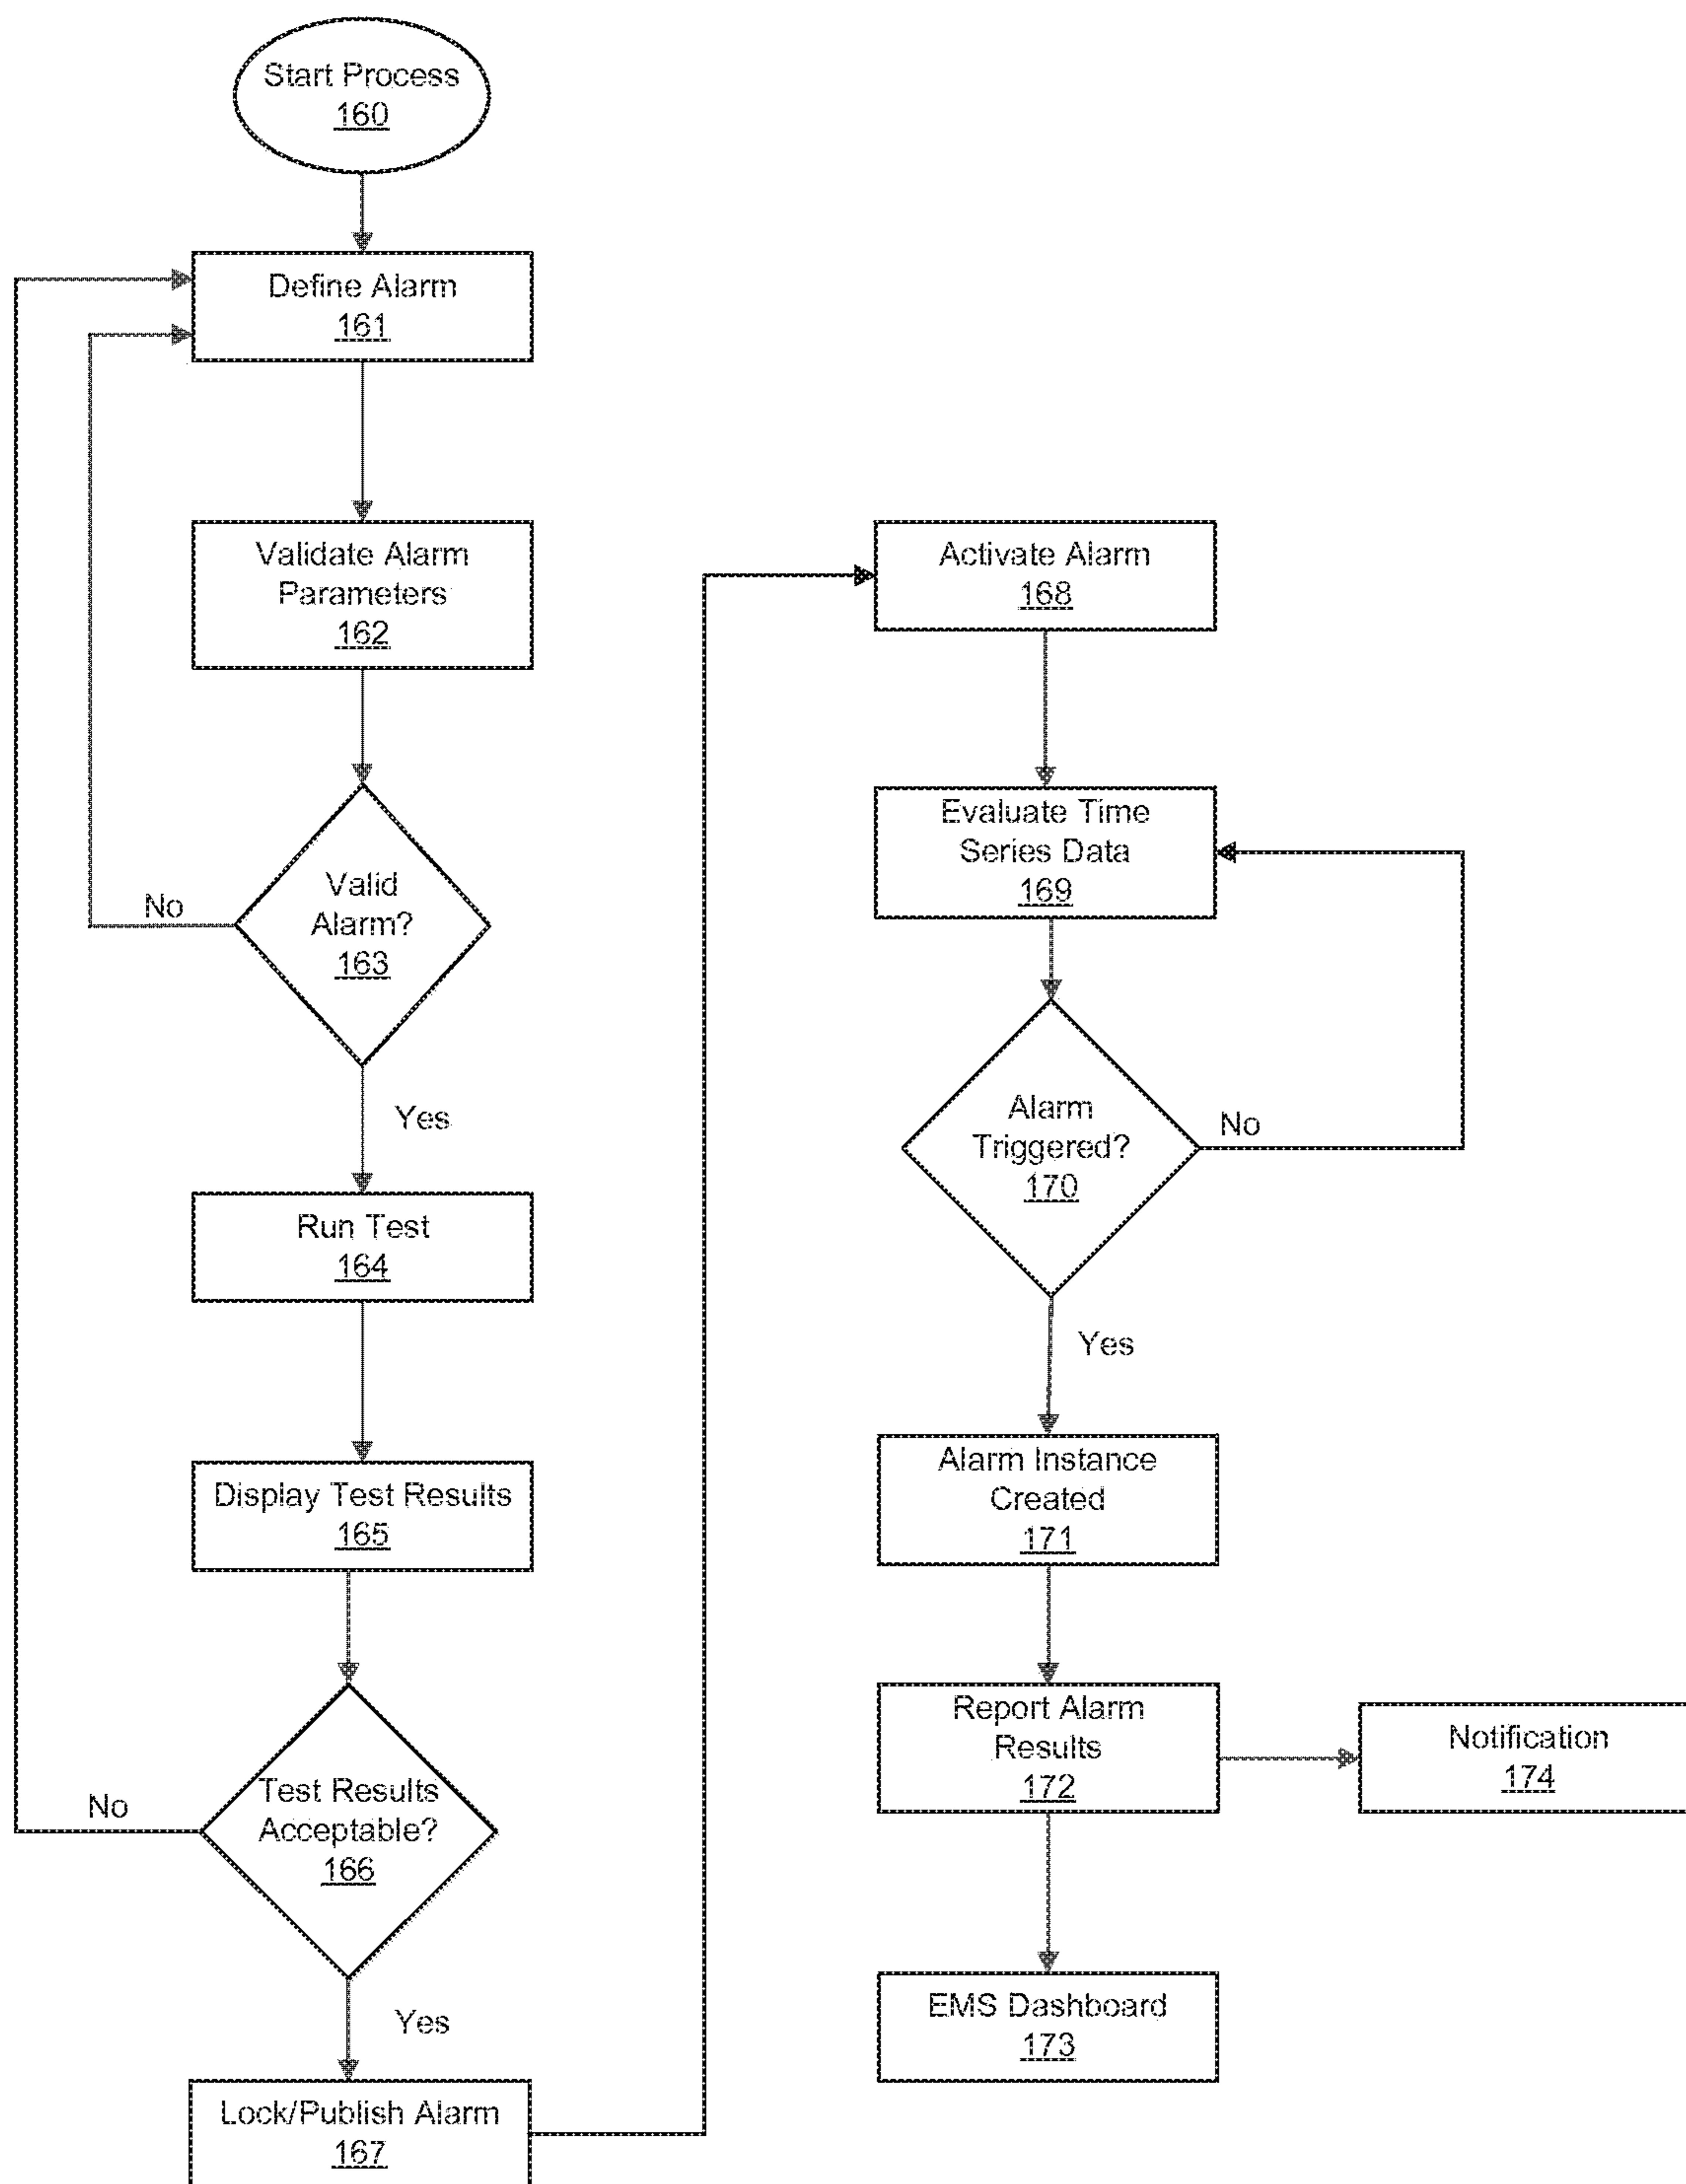 Start Process
160
Define Alarm
161
Validate Alarm
Parameters
162
Valid
Alarm?
163
No
Yes
Run Test
164
Display Test Results
165
Test Results
Acceptable?
166
No
Yes
Lock/Publish Alarm
167
Activate Alarm
168
Evaluate Time
Series Data
169
Alarm
Triggered?
170
No
Yes
Alarm Instance
Created
171
Report Alarm
Results
172
Notification
174
EMS Dashboard
173